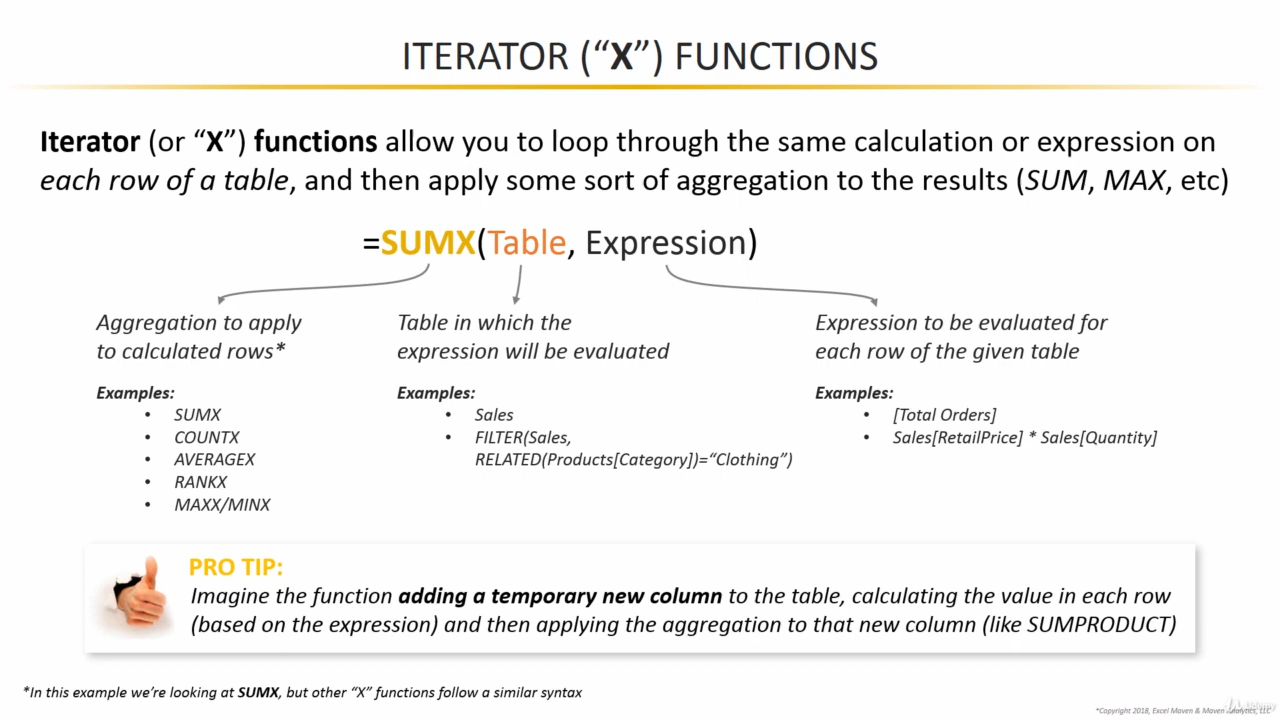 ITERATOR (“X”) FUNCTIONS
Iterator (or “X”) functions allow you to loop through the same calculation or expression on
each row of a table, and then apply some sort of aggregation to the results (SUM, MAX, etc)
=SUMX(Table, Expression)
Aggregation to apply
to calculated rows*
Examples:
• SUMX
• COUNTX
• AVERAGEX
• RANKX
• MAXX/MINX
Table in which the
expression will be evaluated
Examples:
• Sales
• FILTER(Sales,
RELATED(Products[Category])=“Clothing”)
Expression to be evaluated for
each row of the given table
Examples:
• [Total Orders]
• Sales[RetailPrice] * Sales[Quantity]
PRO TIP:
Imagine the function adding a temporary new column to the table, calculating the value in each row
(based on the expression) and then applying the aggregation to that new column (like SUMPRODUCT)
*In this example we’re looking at SUMX, but other “X” functions follow a similar syntax
*Copyright 2018, Excel Maven & Maven Analytics, LLC
Udemy